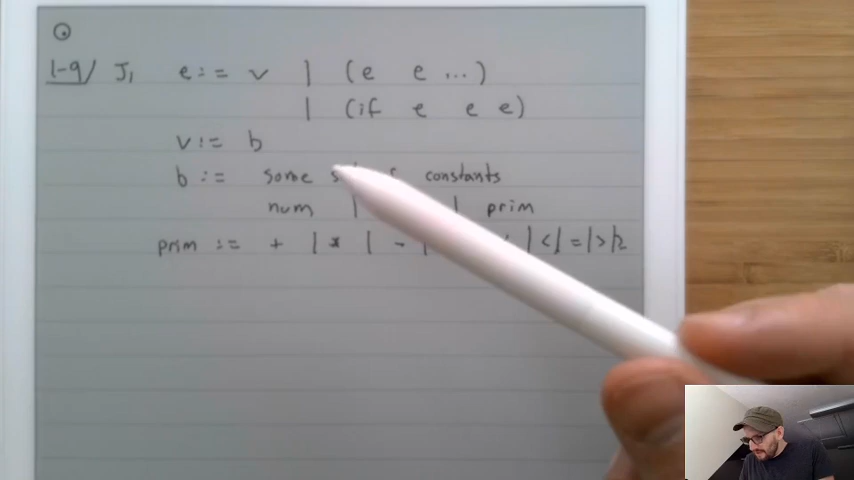 1-9/ J₁ e := v | (e e ...)
| (if e e e)
v := b
b := some constants
num | | prim
prim := + | * | - | | < | = | > |